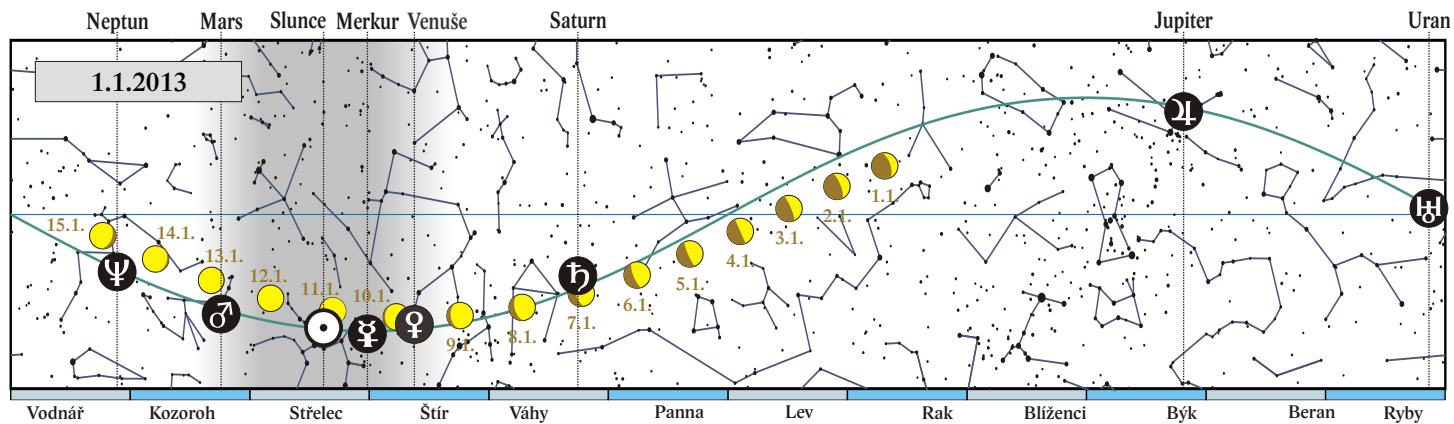 Neptun Mars Slunce Merkur Venuše Saturn Jupiter Uran
1.1.2013
15.1. 14.1. 13.1. 12.1. 11.1. 10.1. 9.1. 8.1. 7.1. 6.1. 5.1. 4.1. 3.1. 2.1. 1.1.
Vodnář Kozoroh Střelec Štír Váhy Panna Lev Rak Blíženci Býk Beran Ryby